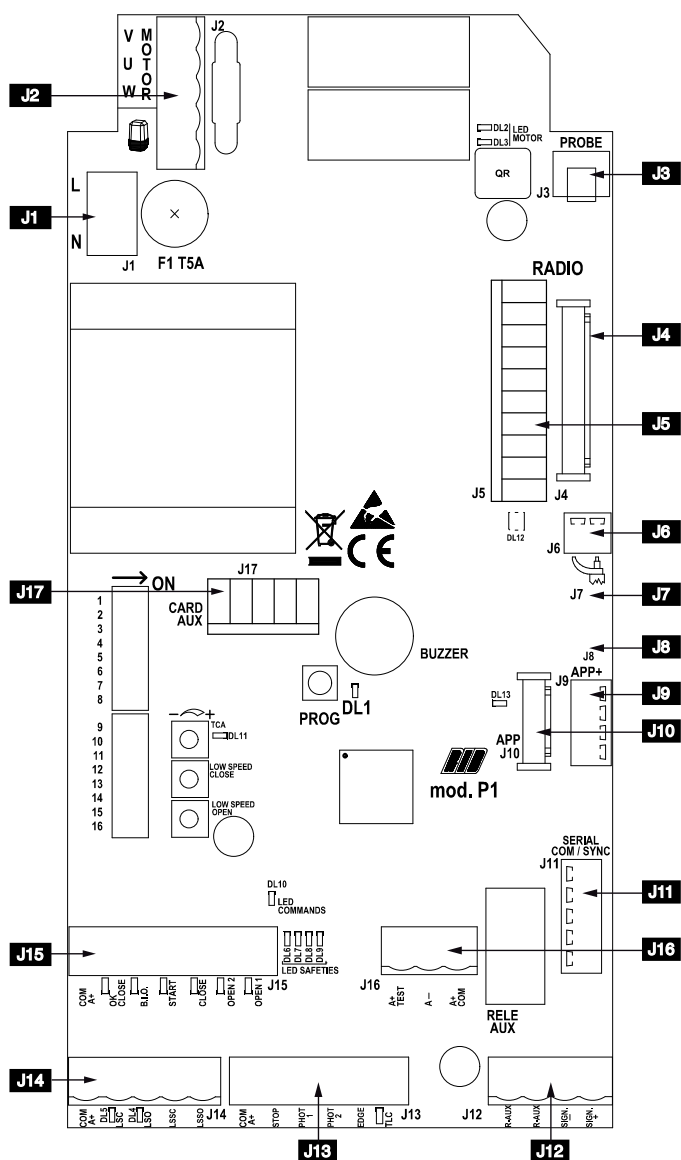 V MOTOR
U
W
J2
J2
DL2 LED
DL3 MOTOR
PROBE
QR
J3
J3
L
N
J1
J1
F1 T5A
RADIO
J4
J5
J5
J4
DL12
J6
J6
J7
J7
J8
J8
J17
J17
CARD
AUX
ON
1
2
3
4
5
6
7
8
BUZZER
PROG
DL1
J9
APP+
J9
DL13
APP
J10
J10
9
10
11
12
13
14
15
16
- +
TCA
DL11
LOW SPEED
CLOSE
LOW SPEED
OPEN
CE
mod. P1
SERIAL
COM / SYNC
J11
J11
DL10
LED
COMMANDS
DL6
DL7
DL8
DL9
LED SAFETIES
J15
J15
COM
A+
OK
CLOSE
B.I.O.
START
CLOSE
OPEN 2
OPEN 1
J16
J16
A+
TEST
A-
A+
COM
RELE
AUX
J14
J14
COM
A+
DL5
LSC
DL4
LSO
LSSC
LSSO
COM
A+
STOP
PHOT
1
PHOT
2
EDGE
TLC
J13
J13
J12
R-AUX
R-AUX
SIGN.
-
SIGN.
+
J12